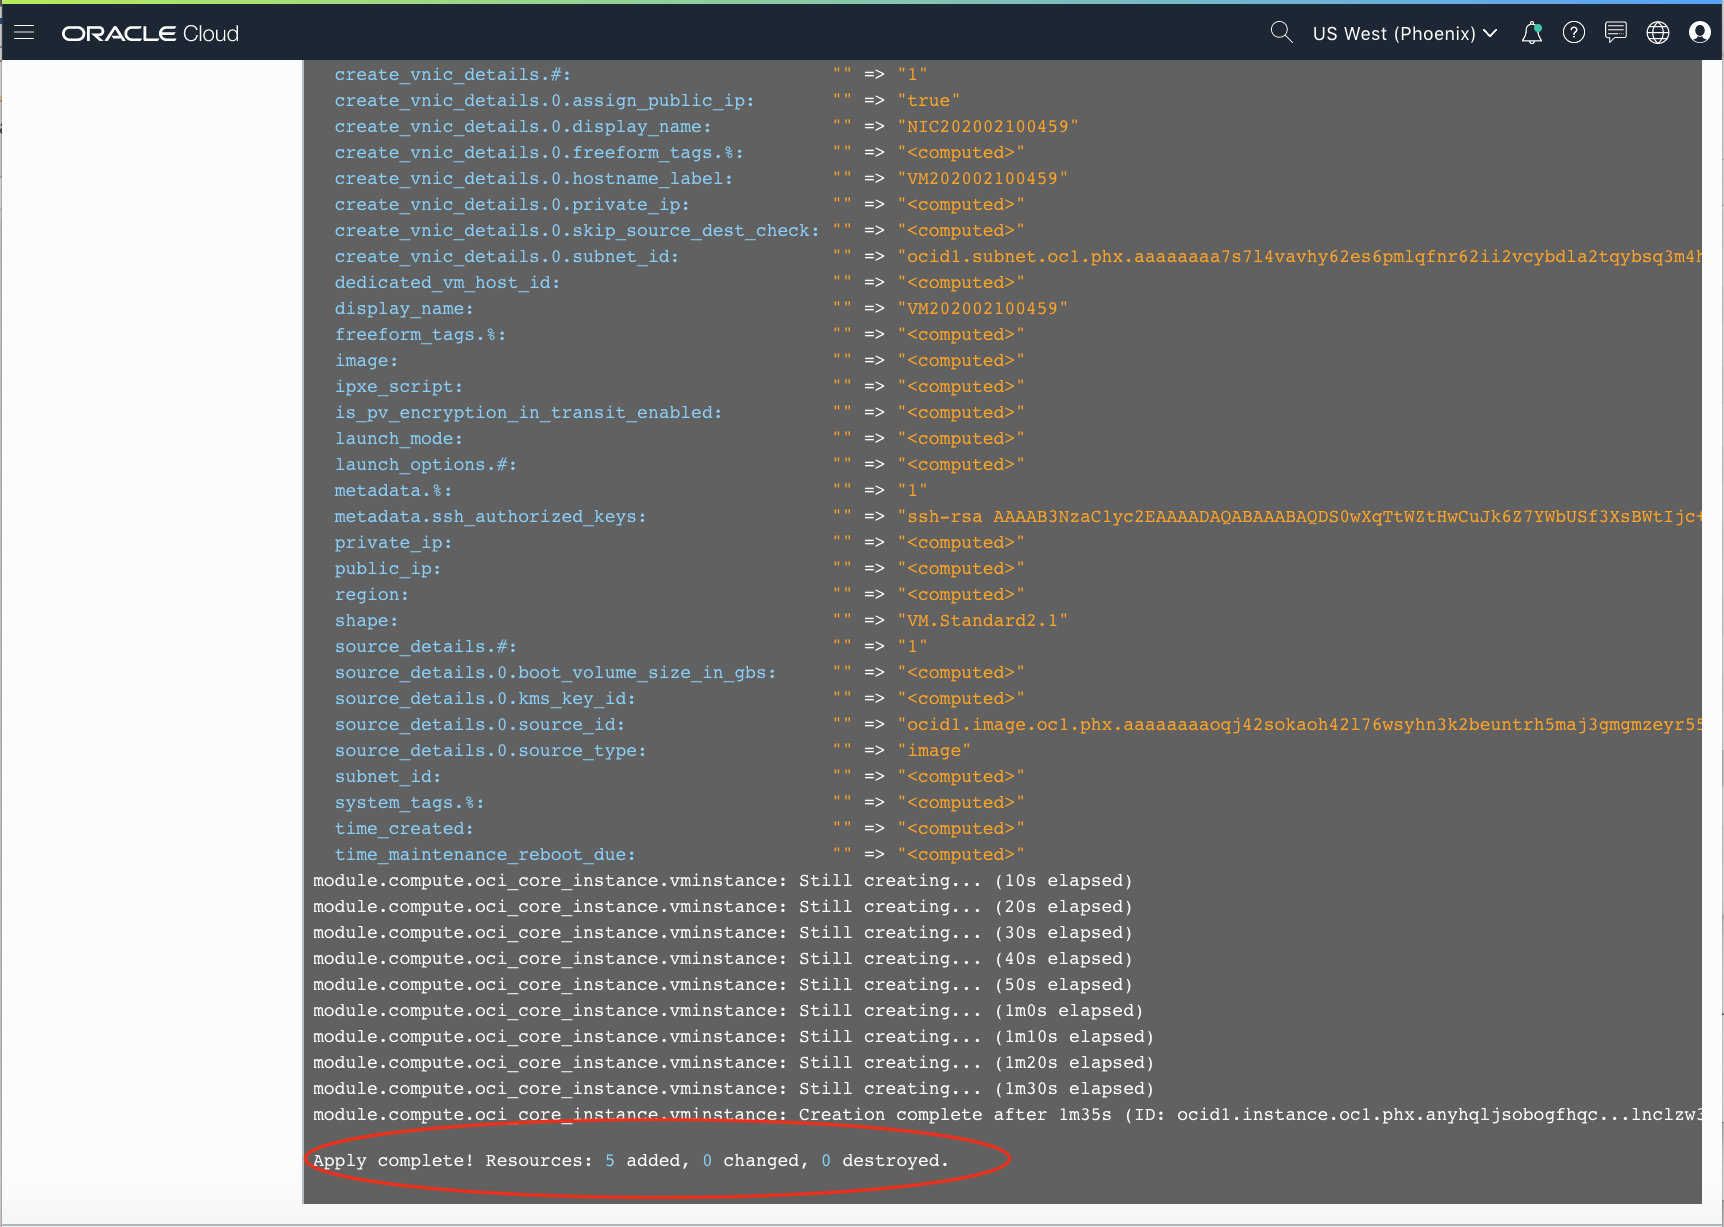 ORACLE Cloud
US West (Phoenix)
create_vnic_details.#: "" => "1"
create_vnic_details.0.assign_public_ip: "" => "true"
create_vnic_details.0.display_name: "" => "NIC202002100459"
create_vnic_details.0.freeform_tags.%: "" => "<computed>"
create_vnic_details.0.hostname_label: "" => "VM202002100459"
create_vnic_details.0.private_ip: "" => "<computed>"
create_vnic_details.0.skip_source_dest_check: "" => "<computed>"
create_vnic_details.0.subnet_id: "" => "ocid1.subnet.oc1.phx.aaaaaaaa7s7l4vavhy62es6pmlqfnr62ii2vcybdla2tqybsq3m4h
dedicated_vm_host_id: "" => "<computed>"
display_name: "" => "VM202002100459"
freeform_tags.%: "" => "<computed>"
image: "" => "<computed>"
ipxe_script: "" => "<computed>"
is_pv_encryption_in_transit_enabled: "" => "<computed>"
launch_mode: "" => "<computed>"
launch_options.#: "" => "<computed>"
metadata.%: "" => "1"
metadata.ssh_authorized_keys: "" => "ssh-rsa AAAAB3NzaC1yc2EAAAADAQABAAABAQDS0wXqTtWZtHwCuJk6Z7YWbUSf3XsBWtIjc+
private_ip: "" => "<computed>"
public_ip: "" => "<computed>"
region: "" => "<computed>"
shape: "" => "VM.Standard2.1"
source_details.#: "" => "1"
source_details.0.boot_volume_size_in_gbs: "" => "<computed>"
source_details.0.kms_key_id: "" => "<computed>"
source_details.0.source_id: "" => "ocid1.image.oc1.phx.aaaaaaaaoqj42sokaoh42l76wsyhn3k2beuntrh5maj3gmgmzeyr55
source_details.0.source_type: "" => "image"
subnet_id: "" => "<computed>"
system_tags.%: "" => "<computed>"
time_created: "" => "<computed>"
time_maintenance_reboot_due: "" => "<computed>"
module.compute.oci_core_instance.vminstance: Still creating... (10s elapsed)
module.compute.oci_core_instance.vminstance: Still creating... (20s elapsed)
module.compute.oci_core_instance.vminstance: Still creating... (30s elapsed)
module.compute.oci_core_instance.vminstance: Still creating... (40s elapsed)
module.compute.oci_core_instance.vminstance: Still creating... (50s elapsed)
module.compute.oci_core_instance.vminstance: Still creating... (1m0s elapsed)
module.compute.oci_core_instance.vminstance: Still creating... (1m10s elapsed)
module.compute.oci_core_instance.vminstance: Still creating... (1m20s elapsed)
module.compute.oci_core_instance.vminstance: Still creating... (1m30s elapsed)
module.compute.oci_core_instance.vminstance: Creation complete after 1m35s (ID: ocid1.instance.oc1.phx.anyhqljsobogfhqc...lnclzw3
Apply complete! Resources: 5 added, 0 changed, 0 destroyed.